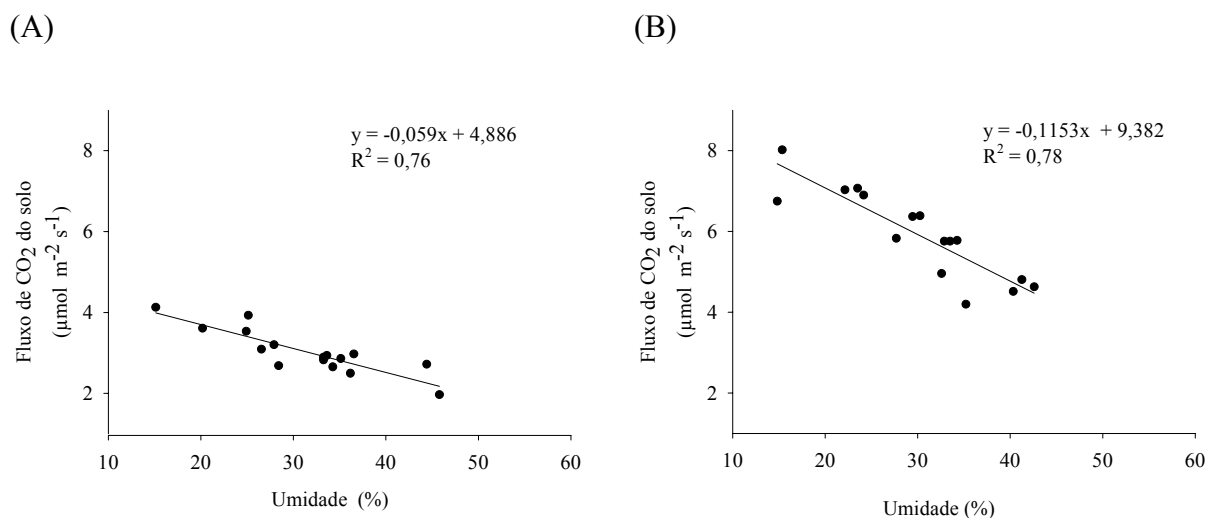 (A)
y = -0,059x + 4,886
R² = 0,76
Fluxo de CO₂ do solo
(µmol m⁻² s⁻¹)
8
6
4
2
10 20 30 40 50 60
Umidade (%)
(B)
y = -0,1153x + 9,382
R² = 0,78
Fluxo de CO₂ do solo
(µmol m⁻² s⁻¹)
8
6
4
2
10 20 30 40 50 60
Umidade (%)